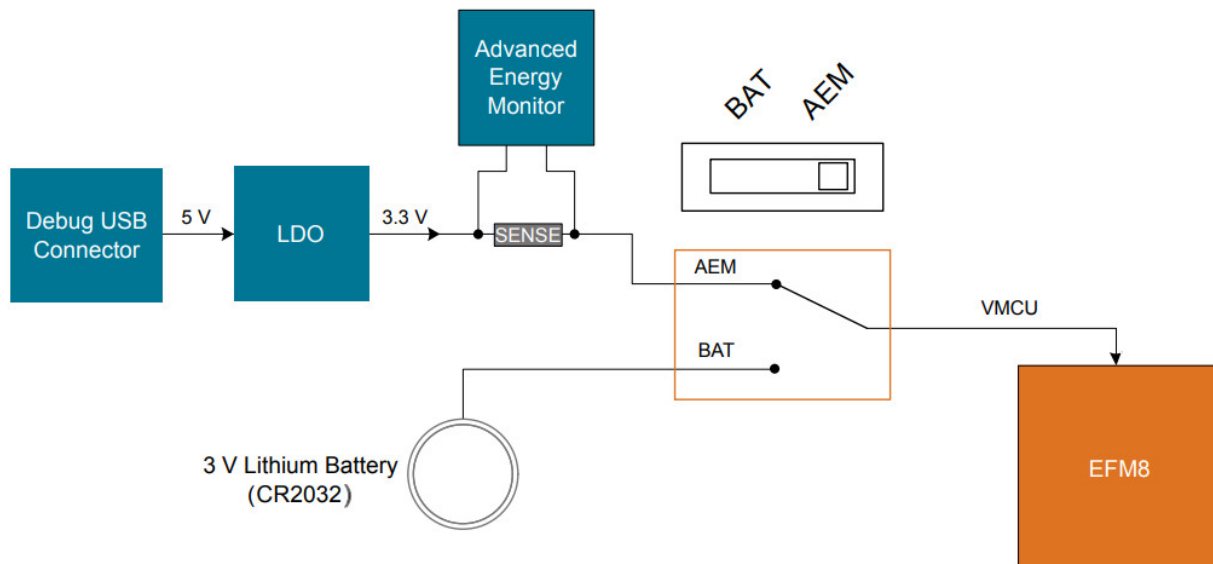 Advanced
Energy
Monitor
BAT
AEM
Debug USB
Connector
5 V
LDO
3.3 V
SENSE
AEM
VMCU
BAT
3 V Lithium Battery
(CR2032)
EFM8